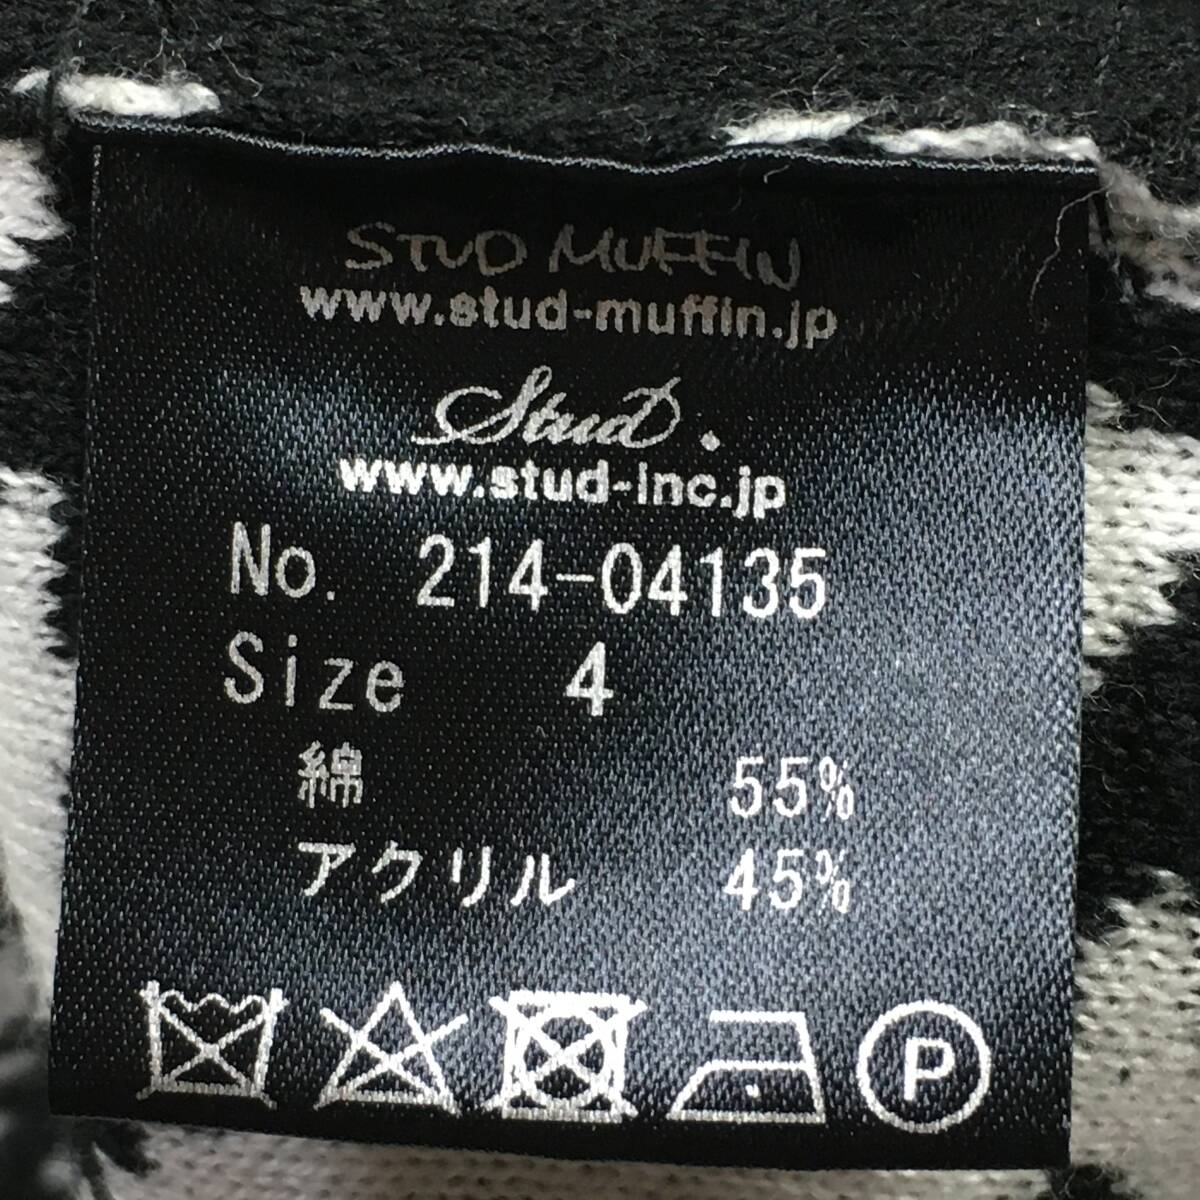 STUD MUFFIN
www.stud-muffin.jp
Stud.
www.stud-inc.jp
No. 214-04135
Size 4
綿 55%
アクリル 45%
P